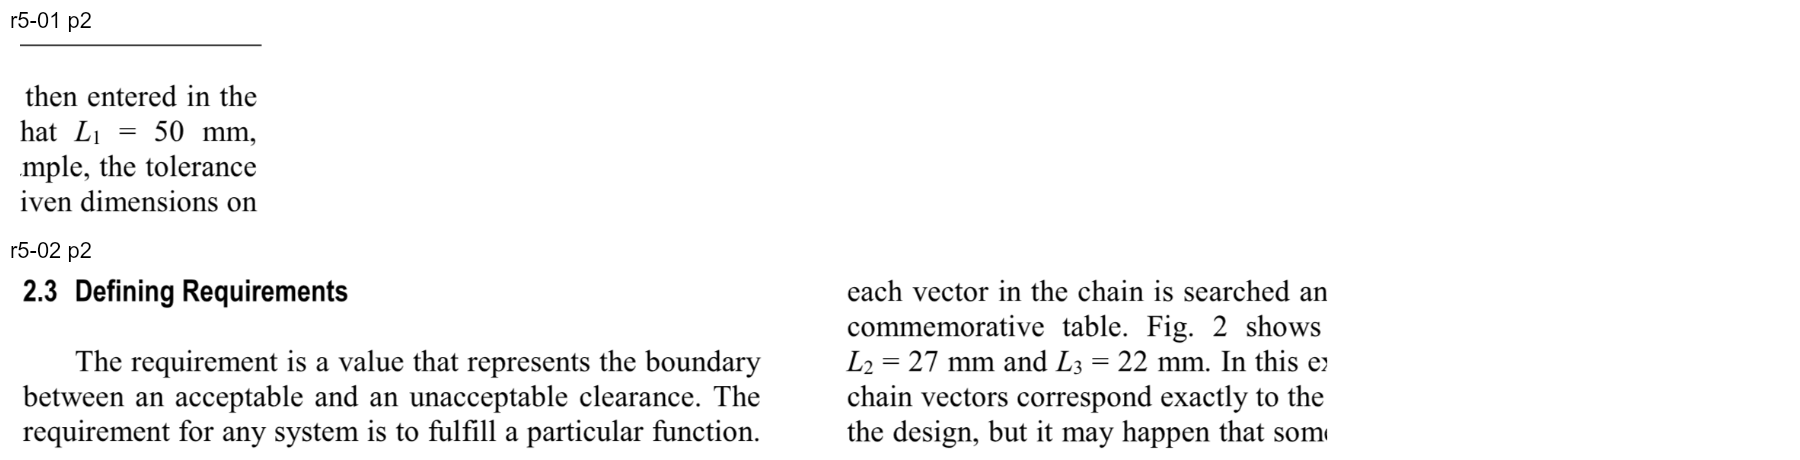 r5-01 p2
then entered in the
hat L₁ = 50 mm,
mple, the tolerance
iven dimensions on
r5-02 p2
2.3 Defining Requirements
The requirement is a value that represents the boundary
between an acceptable and an unacceptable clearance. The
requirement for any system is to fulfill a particular function.
each vector in the chain is searched an
commemorative table. Fig. 2 shows
L₂ = 27 mm and L₃ = 22 mm. In this
chain vectors correspond exactly to the
the design, but it may happen that som